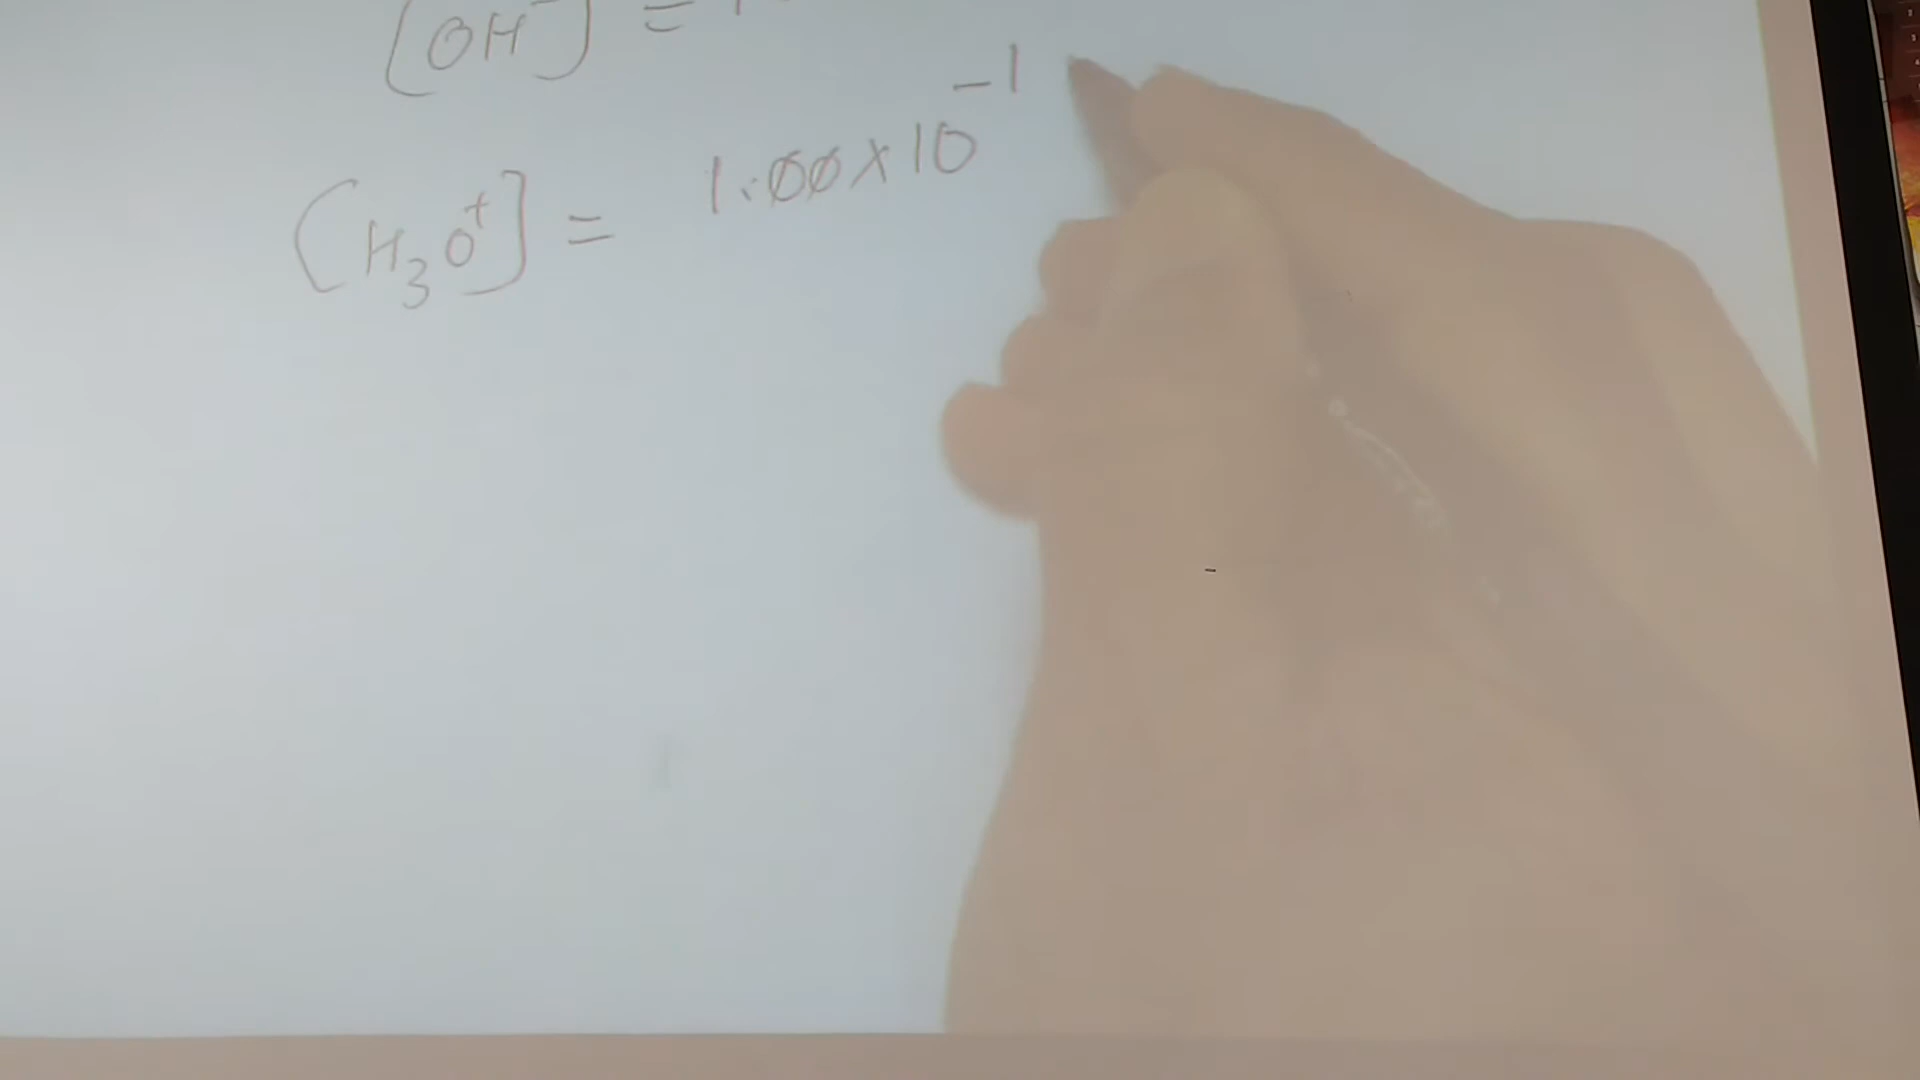 [OH⁻] =
[H₃O⁺] = 1.00 x 10⁻¹